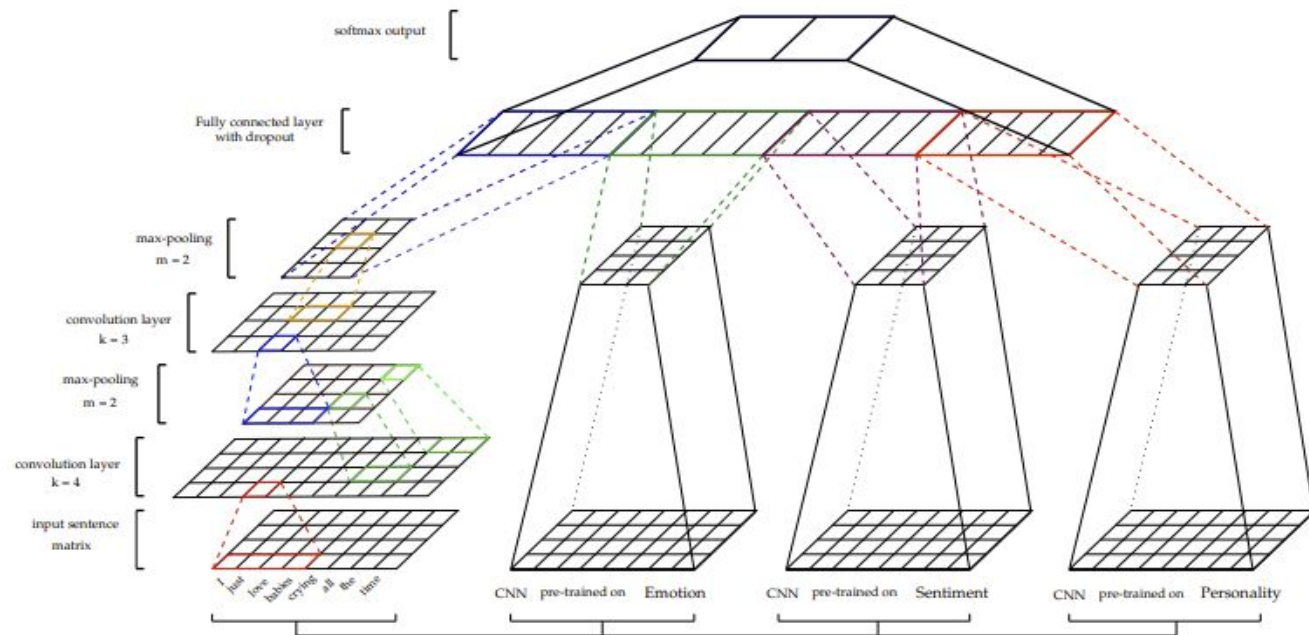 softmax output
Fully connected layer
with dropout
max-pooling
m = 2
convolution layer
k = 3
max-pooling
m = 2
convolution layer
k = 4
input sentence
matrix
I just love babies crying all the time
CNN pre-trained on Emotion
CNN pre-trained on Sentiment
CNN pre-trained on Personality